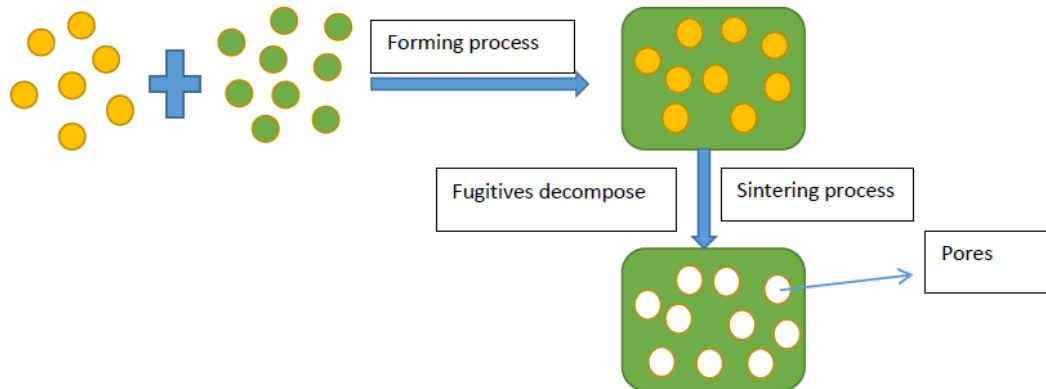 Forming process
Fugitives decompose
Sintering process
Pores